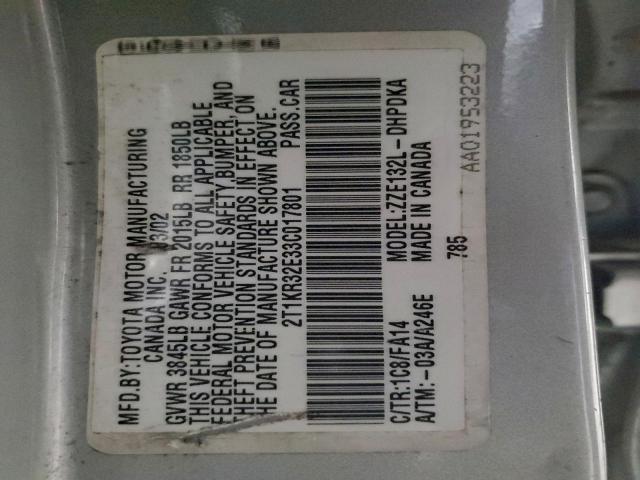 MFD.BY:TOYOTA MOTOR MANUFACTURING
CANADA INC. 03/02
GVWR 3845LB GAWR FR 2015LB RR 1850LB
THIS VEHICLE CONFORMS TO ALL APPLICABLE
FEDERAL MOTOR VEHICLE SAFETY BUMPER, AND
THEFT PREVENTION STANDARDS IN EFFECT ON
THE DATE OF MANUFACTURE SHOWN ABOVE.
2T1KR32E33C017801 PASS.CAR
C/TR:1C8/FA14 MODEL:ZZE132L-DHPDKA
A/TM:-03A/A246E MADE IN CANADA
785
AA01953223